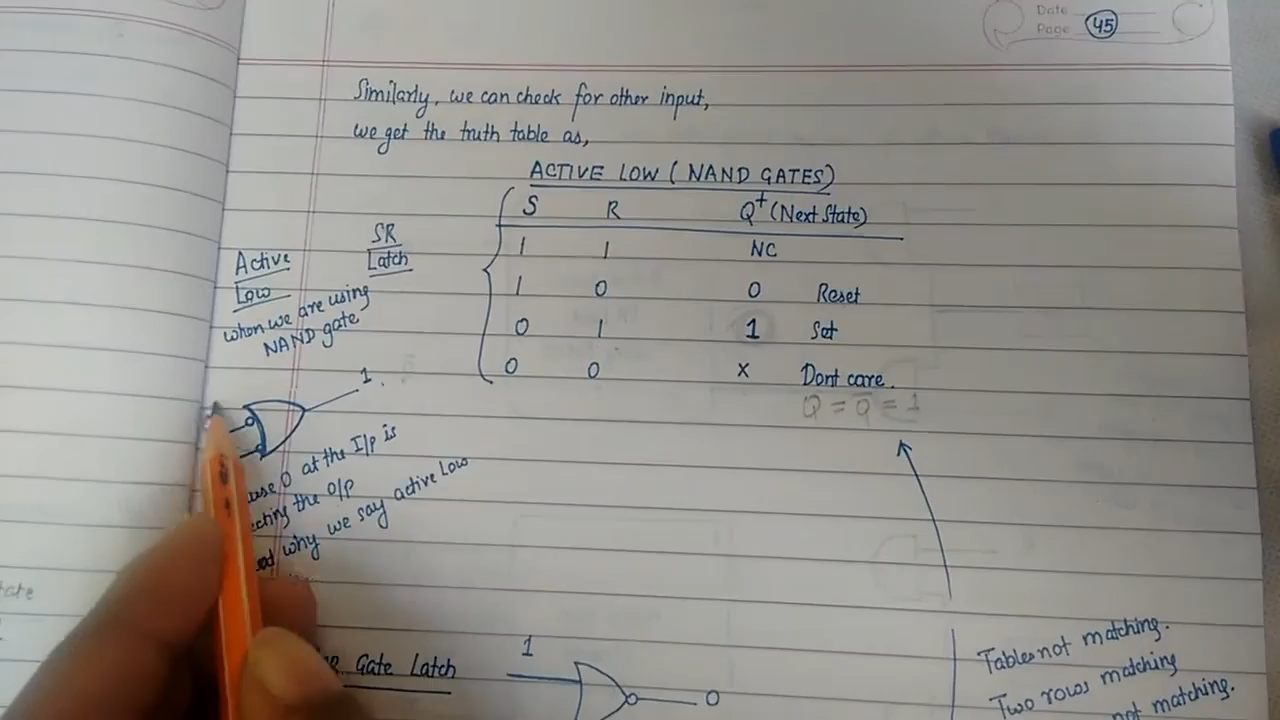 Date
Page 45
Similarly, we can check for other input,
we get the truth table as,
ACTIVE LOW ( NAND GATES)
S R Q+ (Next State)
1 1 NC
1 0 0 Reset
0 1 1 Set
0 0 x Dont care.
Q = Q̅ = 1
SR
Latch
Active
Low
when we are using
NAND gate
1.
0 at the I/p is
the O/p
why we say active low
Gate Latch
1
0
Table not matching.
Two rows matching
not matching.